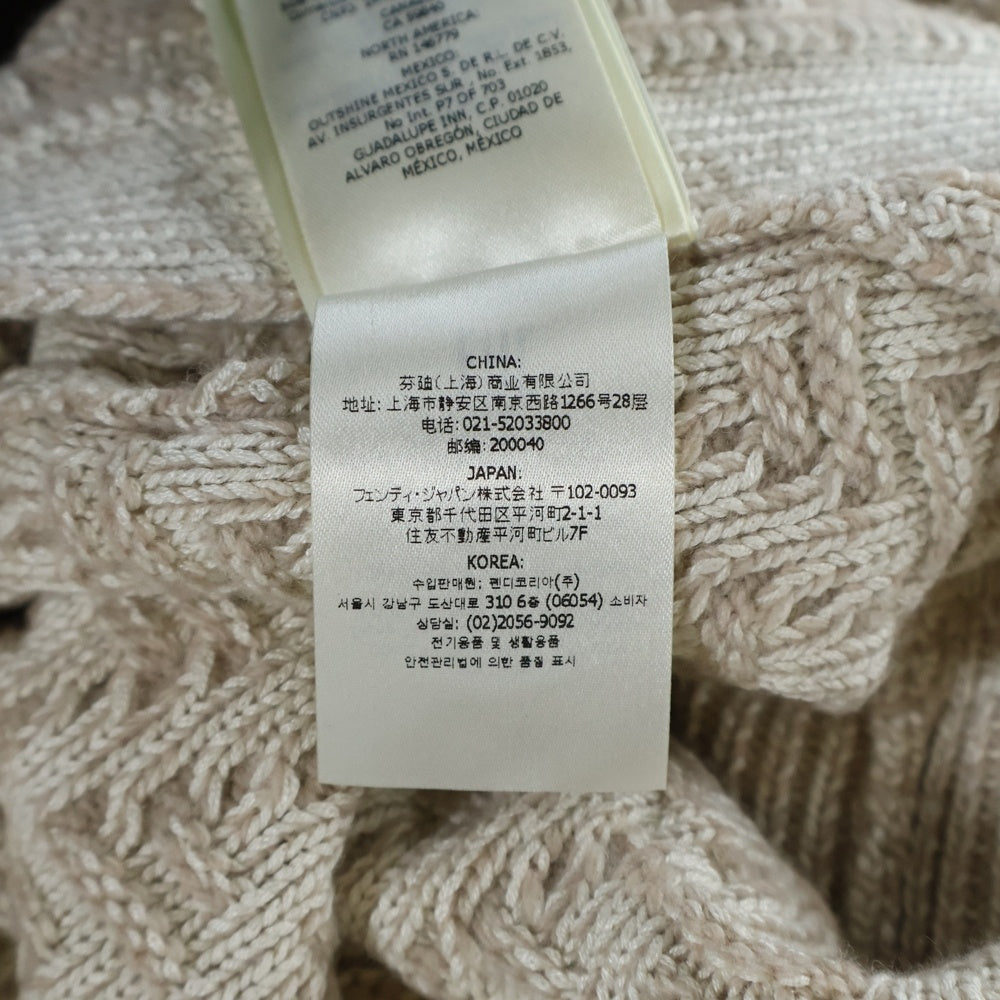 CANADA
CA 59840
NORTH AMERICA:
RN 146779
MEXICO:
OUTSHINE MEXICO S. DE R.L. DE C.V.
AV. INSURGENTES SUR, No. Ext. 1853,
No Int. P7 OF 703
GUADALUPE INN, C.P. 01020
ALVARO OBREGÓN, CIUDAD DE
MÉXICO, MÉXICO
CHINA:
芬廸(上海)商业有限公司
地址: 上海市静安区南京西路1266号28层
电话: 021-52033800
邮编: 200040
JAPAN:
フェンディ・ジャパン株式会社 〒102-0093
東京都千代田区平河町2-1-1
住友不動産平河町ビル7F
KOREA:
수입판매원; 펜디코리아(주)
서울시 강남구 도산대로 310 6층 (06054) 소비자
상담실: (02)2056-9092
전기용품 및 생활용품
안전관리법에 의한 품질 표시